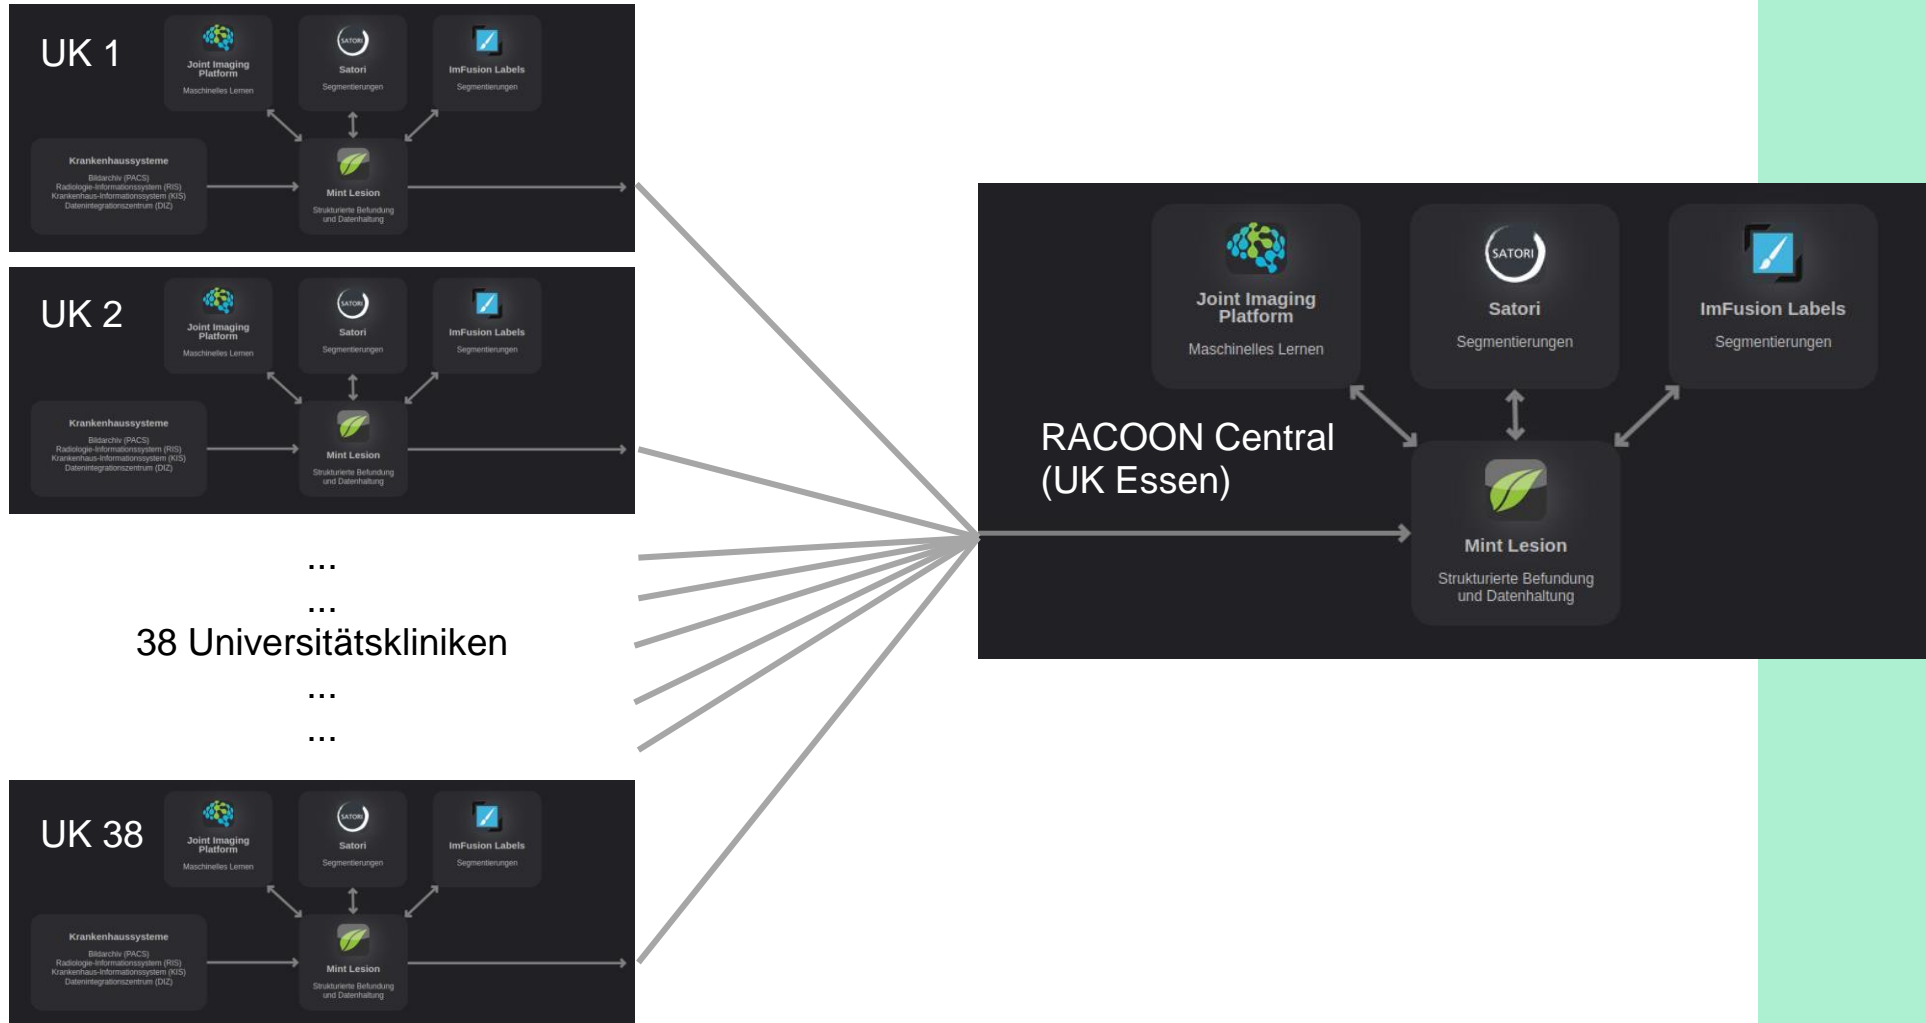 UK 1
SATORI
Joint Imaging
Platform
Maschinelles Lernen
Satori
Segmentierungen
ImFusion Labels
Segmentierungen
Krankenhaussysteme
Bildarchiv (PACS)
Radiologie-Informationssystem (RIS)
Krankenhaus-Informationssystem (KIS)
Datenintegrationszentrum (DIZ)
Mint Lesion
Strukturierte Befundung
und Datenhaltung
UK 2
SATORI
Joint Imaging
Platform
Maschinelles Lernen
Satori
Segmentierungen
ImFusion Labels
Segmentierungen
Krankenhaussysteme
Bildarchiv (PACS)
Radiologie-Informationssystem (RIS)
Krankenhaus-Informationssystem (KIS)
Datenintegrationszentrum (DIZ)
Mint Lesion
Strukturierte Befundung
und Datenhaltung
...
...
38 Universitätskliniken
...
...
UK 38
SATORI
Joint Imaging
Platform
Maschinelles Lernen
Satori
Segmentierungen
ImFusion Labels
Segmentierungen
Krankenhaussysteme
Bildarchiv (PACS)
Radiologie-Informationssystem (RIS)
Krankenhaus-Informationssystem (KIS)
Datenintegrationszentrum (DIZ)
Mint Lesion
Strukturierte Befundung
und Datenhaltung
SATORI
Joint Imaging
Platform
Maschinelles Lernen
Satori
Segmentierungen
ImFusion Labels
Segmentierungen
RACOON Central
(UK Essen)
Mint Lesion
Strukturierte Befundung
und Datenhaltung